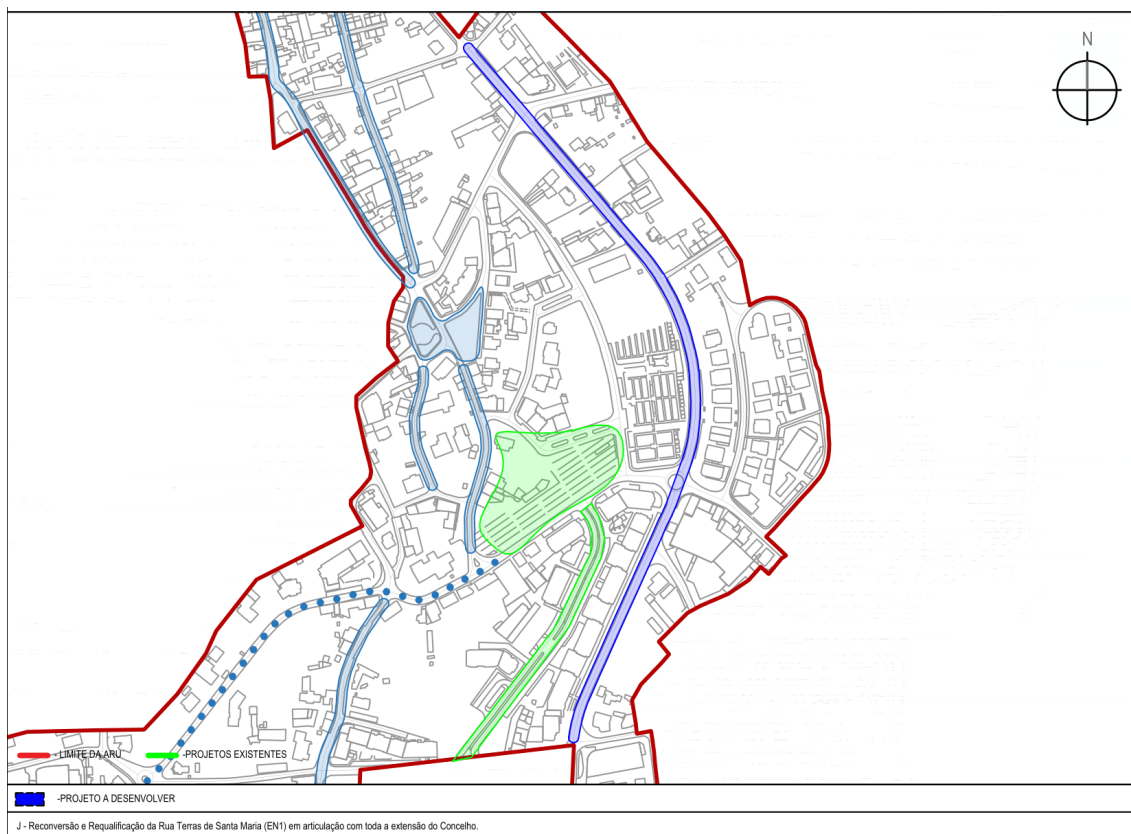 N
- LIMITE DA ARU
-PROJETOS EXISTENTES
-PROJETO A DESENVOLVER
J - Reconversão e Requalificação da Rua Terras de Santa Maria (EN1) em articulação com toda a extensão do Concelho.